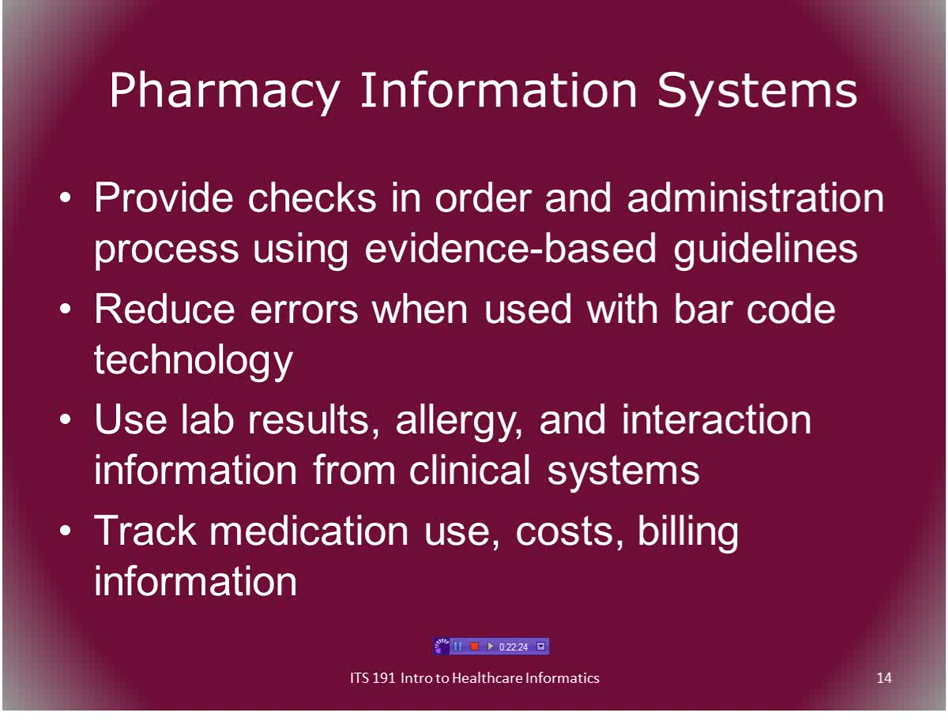 Pharmacy Information Systems
• Provide checks in order and administration
process using evidence-based guidelines
• Reduce errors when used with bar code
technology
• Use lab results, allergy, and interaction
information from clinical systems
• Track medication use, costs, billing
information
0:22:24
ITS 191 Intro to Healthcare Informatics
14